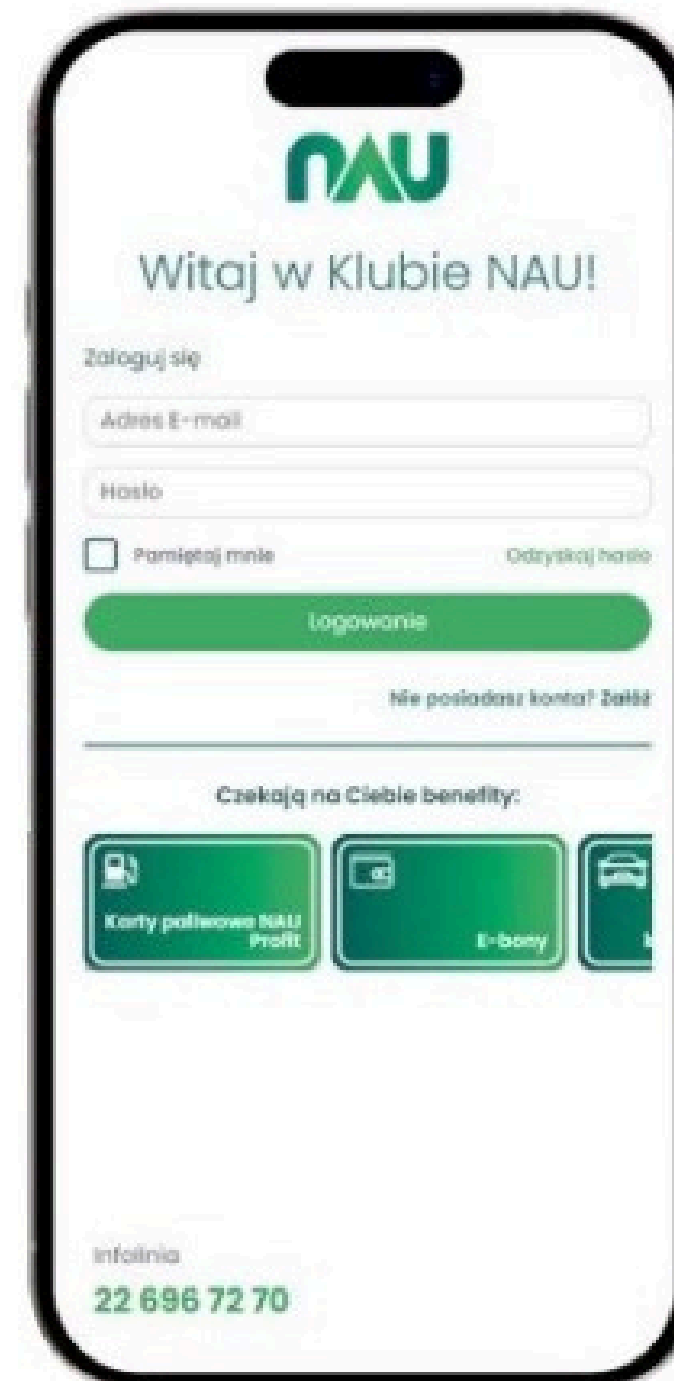 NAU
Witaj w Klubie NAU!
Zaloguj się
Adres E-mail
Hasło
Pamiętaj mnie
Odzyskaj hasło
Logowanie
Nie posiadasz konta? Załóż
Czekają na Ciebie benefity:
Karty paliwowe NAU
Profit
E-bony
Infolinia
22 696 72 70